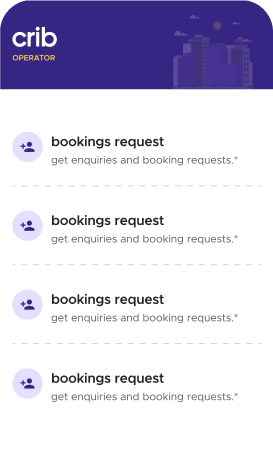 crib
OPERATOR
bookings request
get enquiries and booking requests.*
bookings request
get enquiries and booking requests.*
bookings request
get enquiries and booking requests.*
bookings request
get enquiries and booking requests.*